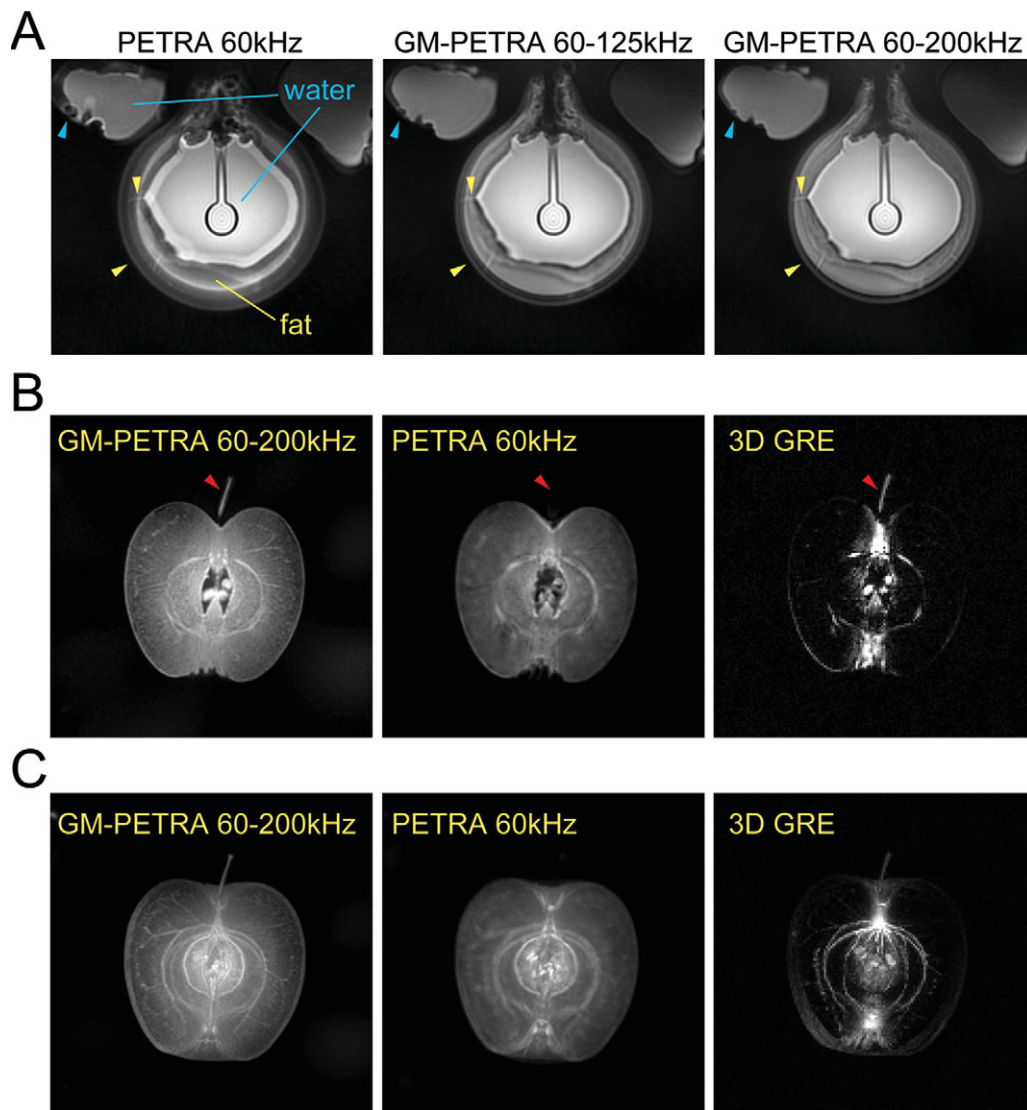 A
PETRA 60kHz
GM-PETRA 60-125kHz
GM-PETRA 60-200kHz
water
fat
B
GM-PETRA 60-200kHz
PETRA 60kHz
3D GRE
C
GM-PETRA 60-200kHz
PETRA 60kHz
3D GRE